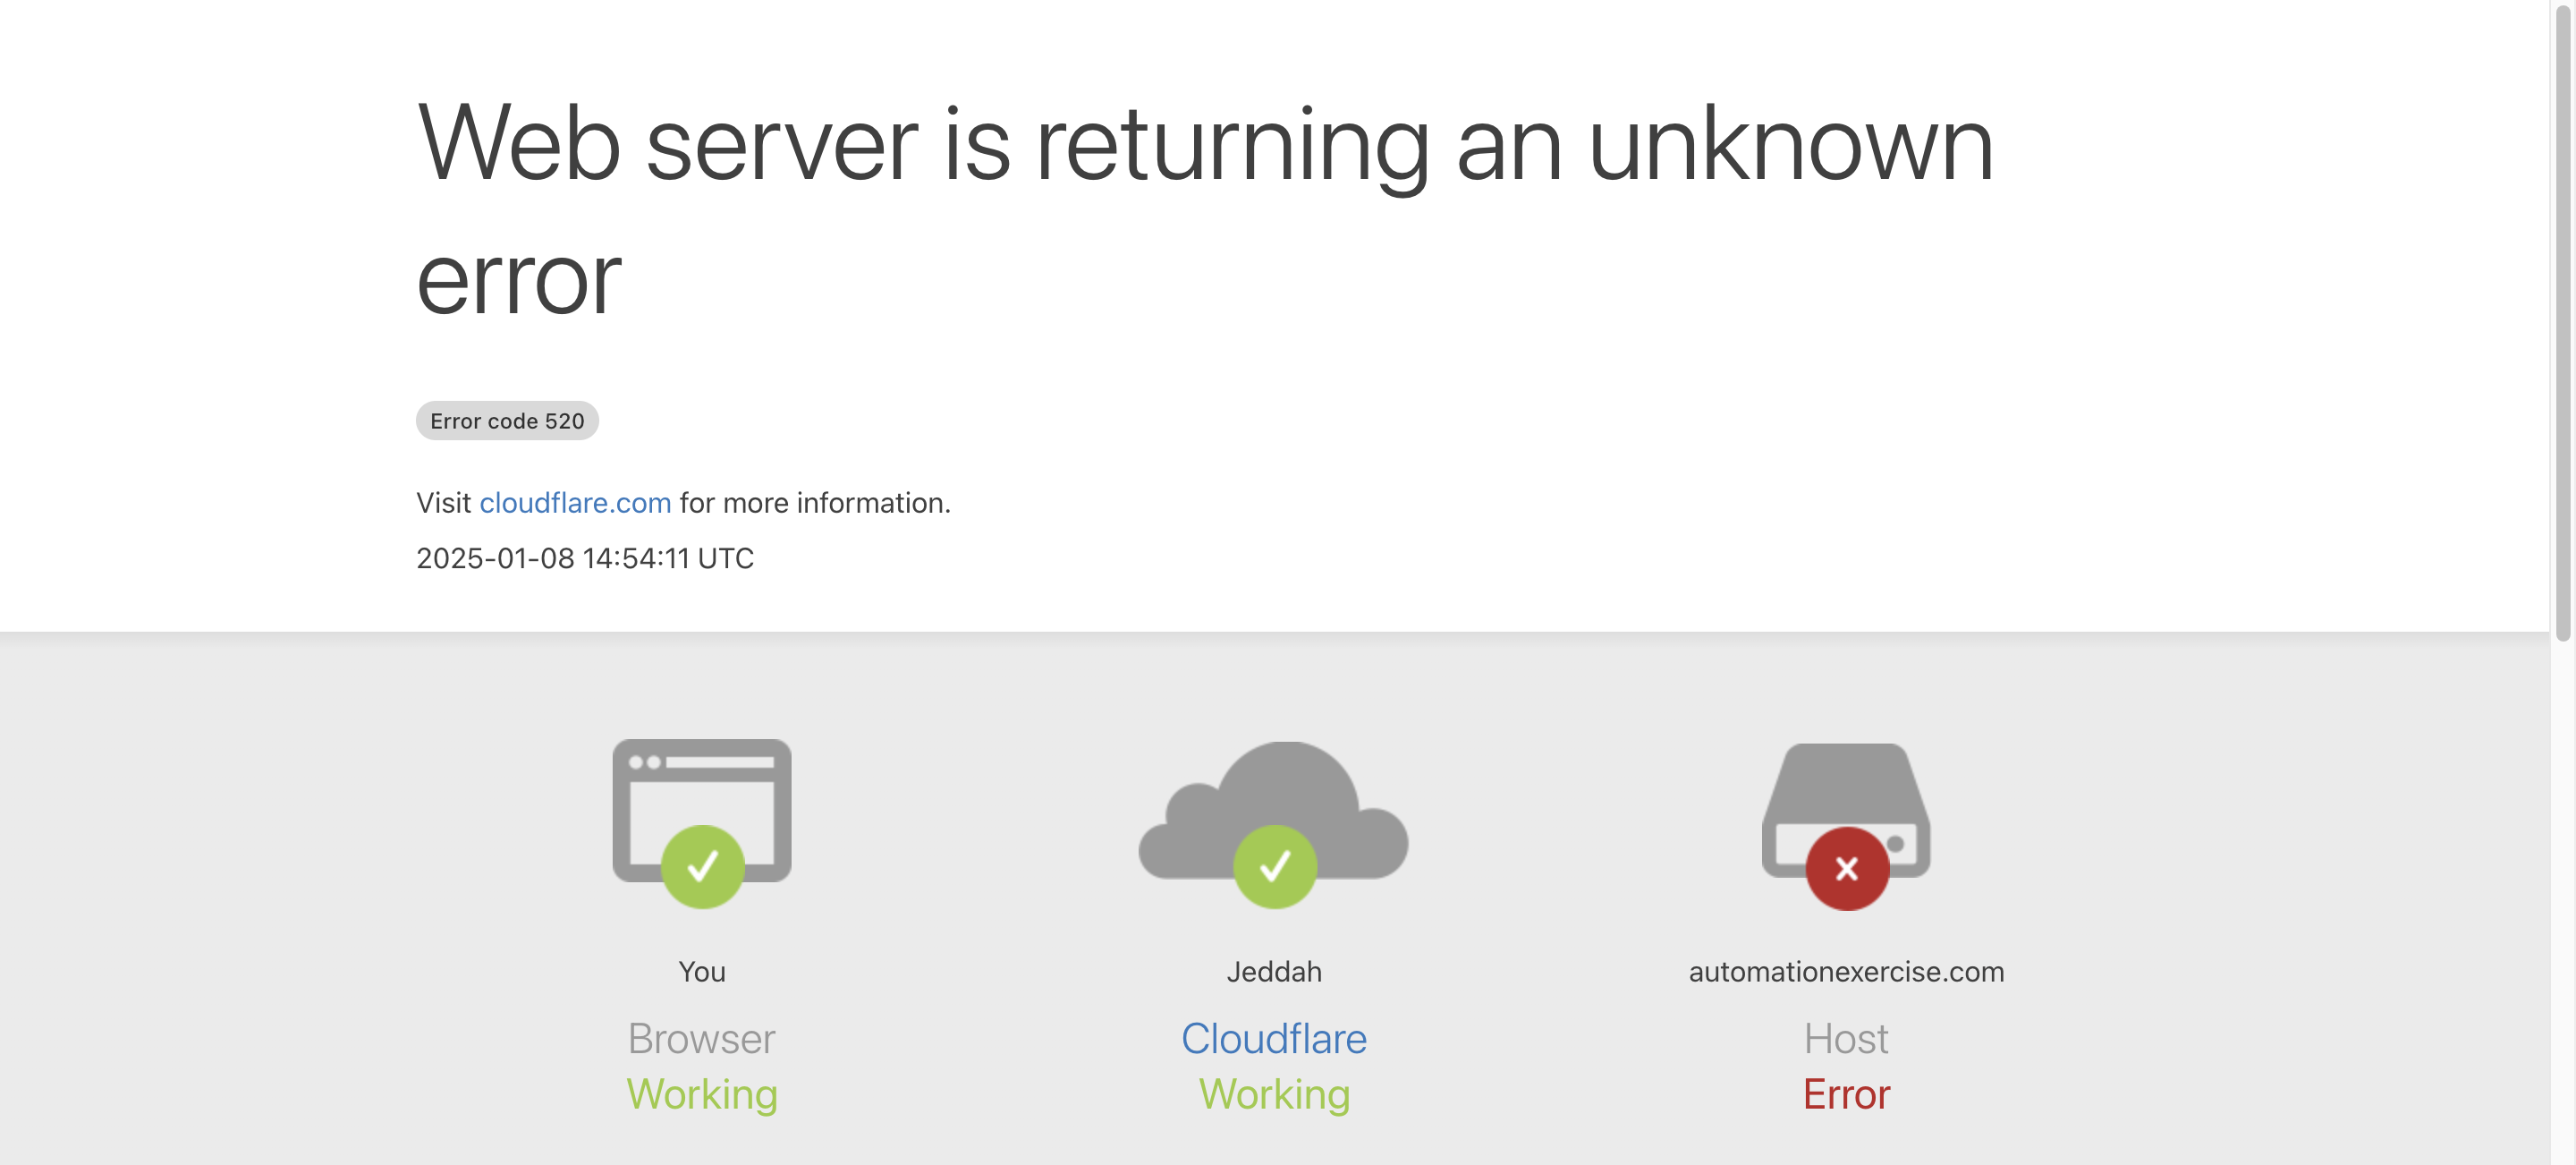 Web server is returning an unknown
error
Error code 520
Visit cloudflare.com for more information.
2025-01-08 14:54:11 UTC
You
Browser
Working
Jeddah
Cloudflare
Working
automationexercise.com
Host
Error